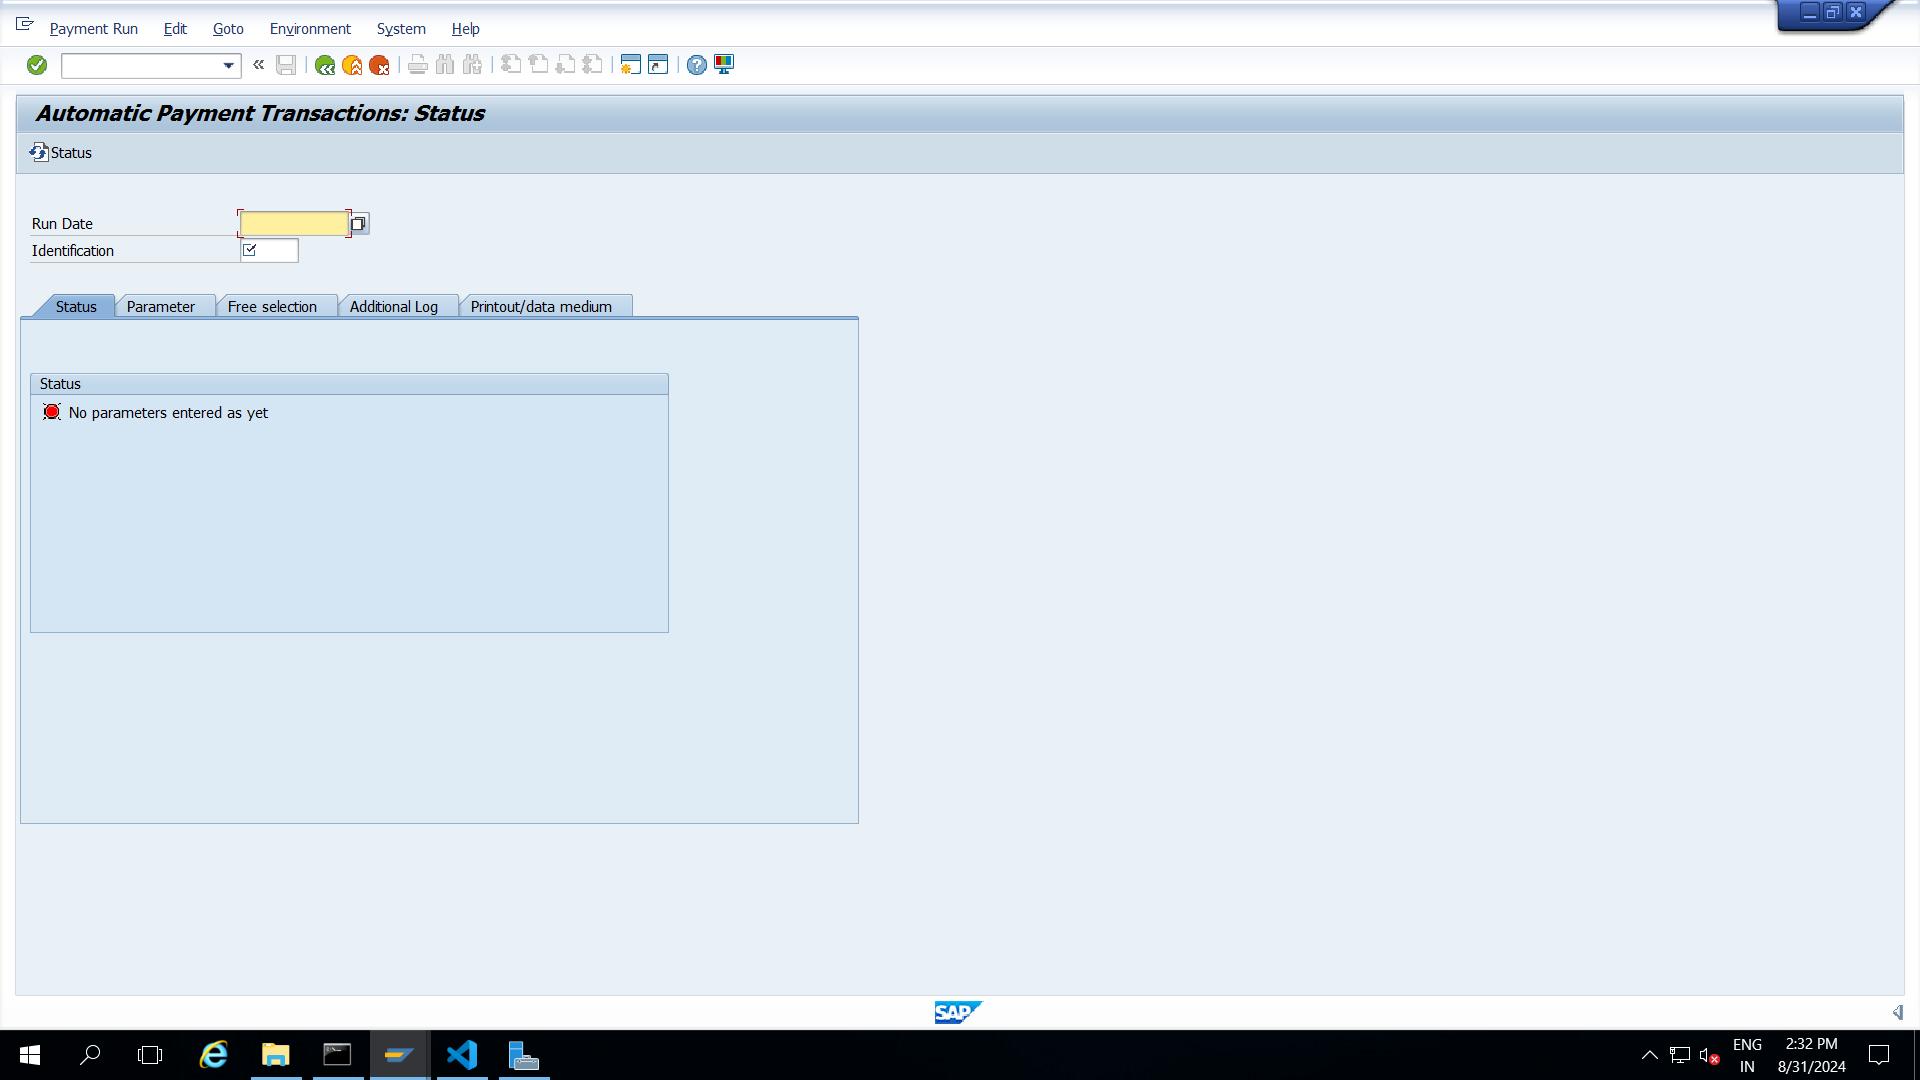 Payment Run Edit Goto Environment System Help
Automatic Payment Transactions: Status
Status
Run Date
Identification
Status Parameter Free selection Additional Log Printout/data medium
Status
No parameters entered as yet
SAP
ENG 2:32 PM
IN 8/31/2024